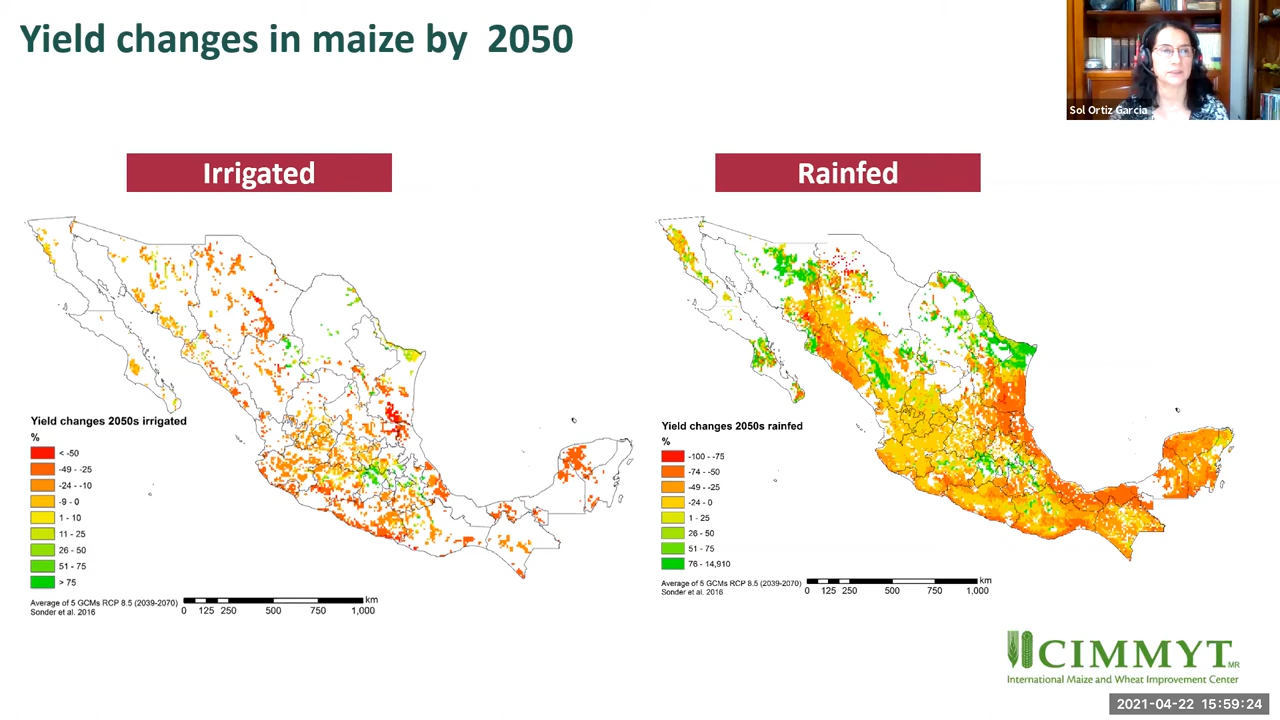 Yield changes in maize by 2050
Sol Ortiz Garcia
Irrigated
Rainfed
Yield changes 2050s irrigated
%
< -50
-49 - -25
-24 - -10
-9 - 0
1 - 10
11 - 25
26 - 50
51 - 75
> 75
Average of 5 GCMs RCP 8.5 (2039-2070)
Sonder et al. 2016
km
0 125 250 500 750 1,000
Yield changes 2050s rainfed
%
-100 - -75
-74 - -50
-49 - -25
-24 - 0
1 - 25
26 - 50
51 - 75
76 - 14,910
Average of 5 GCMs RCP 8.5 (2039-2070)
Sonder et al. 2016
km
0 125 250 500 750 1,000
CIMMYT MR
International Maize and Wheat Improvement Center
2021-04-22 15:59:24